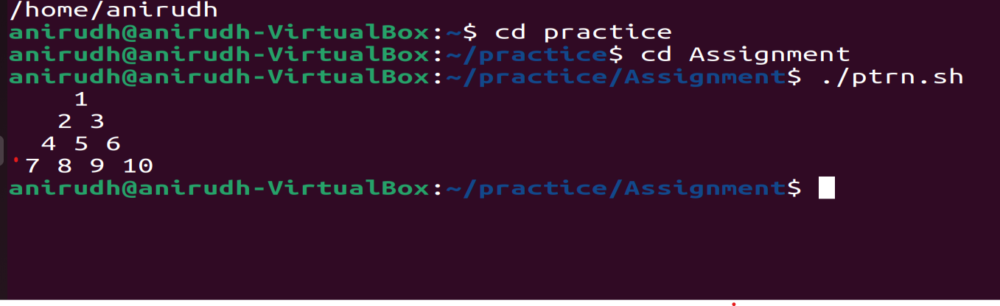 /home/anirudh
anirudh@anirudh-VirtualBox:~$ cd practice
anirudh@anirudh-VirtualBox:~/practice$ cd Assignment
anirudh@anirudh-VirtualBox:~/practice/Assignment$ ./ptrn.sh
    1
   2 3
  4 5 6
 7 8 9 10
anirudh@anirudh-VirtualBox:~/practice/Assignment$